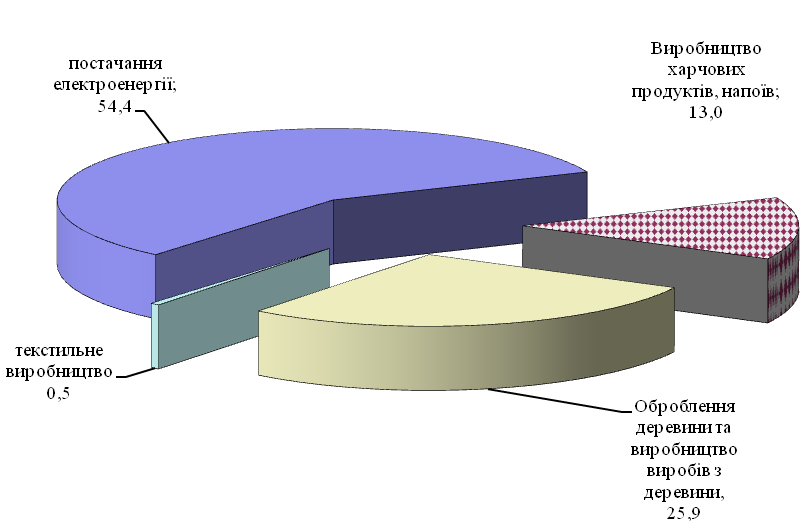 постачання
електроенергії;
54,4
Виробництво
харчових
продуктів, напоїв;
13,0
текстильне
виробництво
0,5
Оброблення
деревини та
виробництво
виробів з
деревини,
25,9